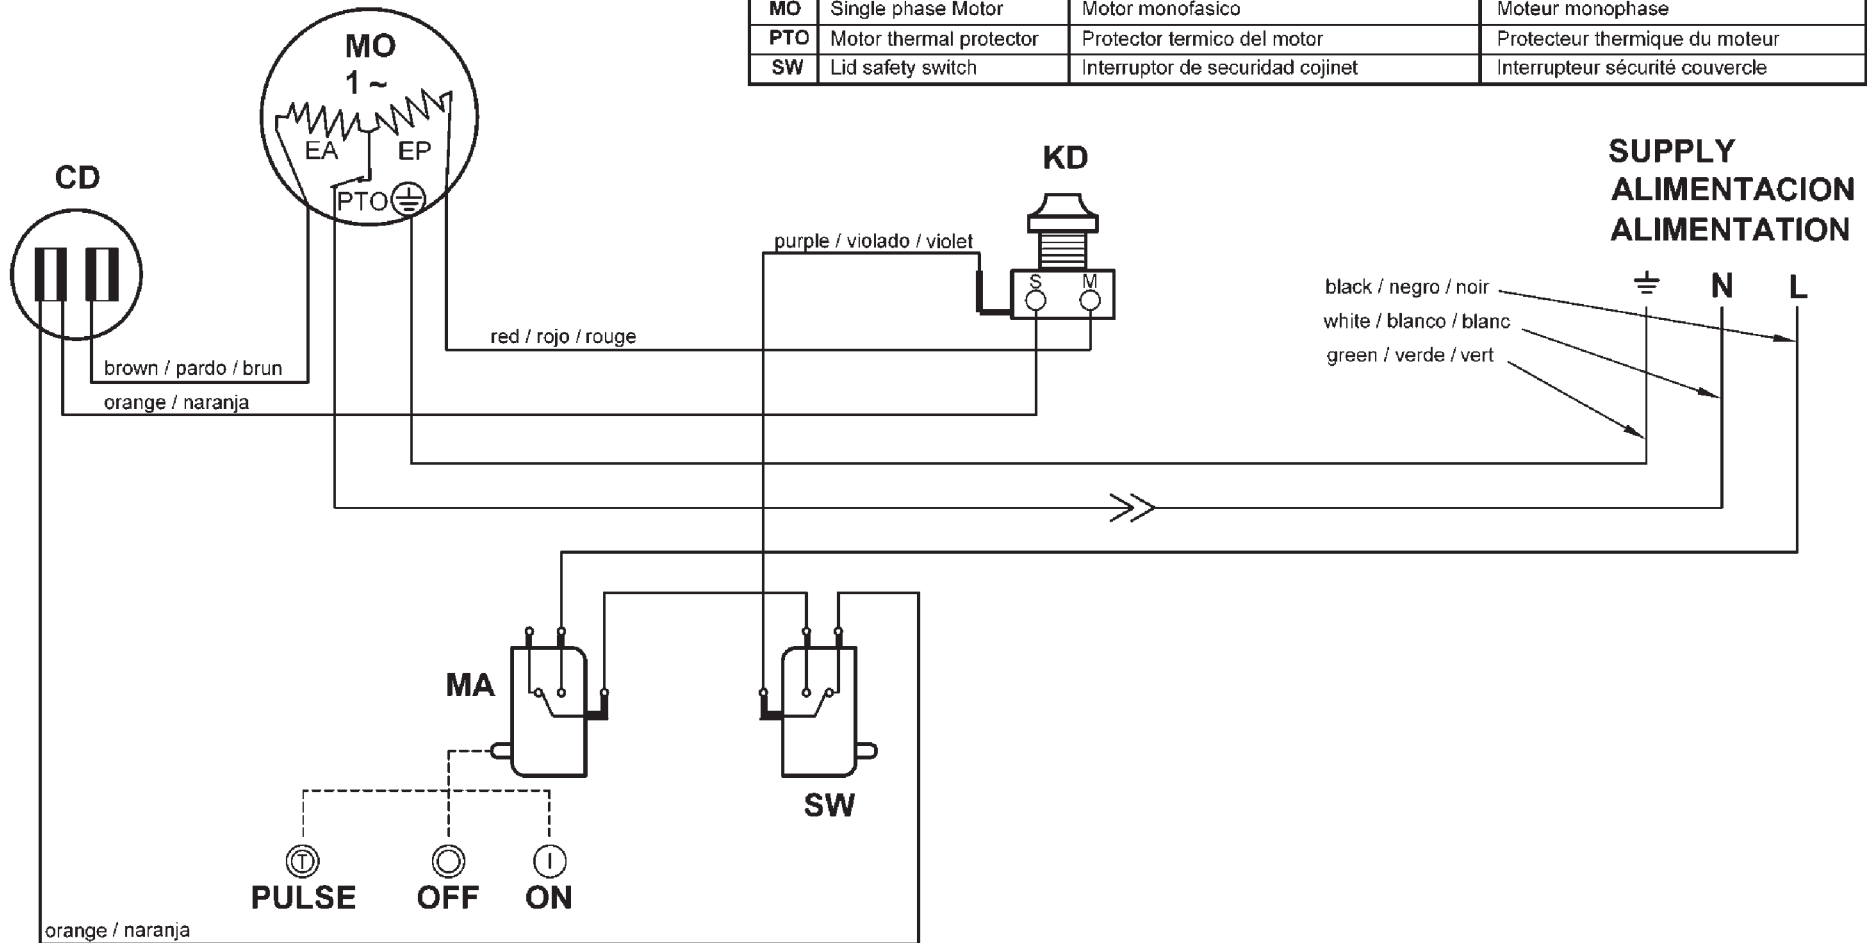 MO Single phase Motor Motor monofasico Moteur monophase
PTO Motor thermal protector Protector termico del motor Protecteur thermique du moteur
SW Lid safety switch Interruptor de securidad cojinet Interrupteur sécurité couvercle
MO
1 ~
EA EP
PTO
CD
KD
S M
SUPPLY
ALIMENTACION
ALIMENTATION
N L
purple / violado / violet
black / negro / noir
white / blanco / blanc
green / verde / vert
red / rojo / rouge
brown / pardo / brun
orange / naranja
MA
SW
T I
PULSE OFF ON
orange / naranja